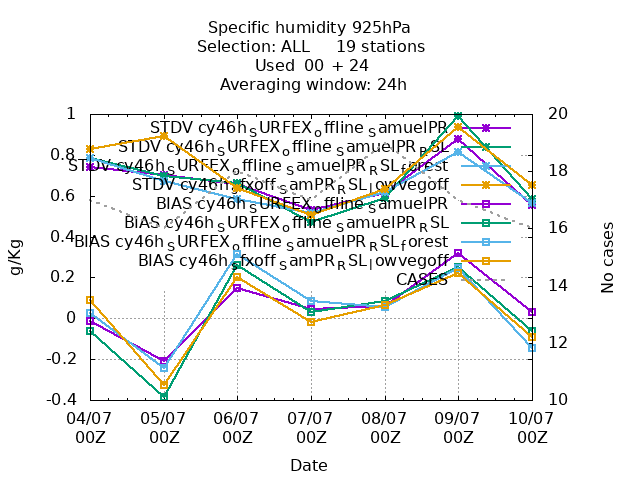 Specific humidity 925hPa
Selection: ALL 19 stations
Used 00 + 24
Averaging window: 24h
1
0.8
0.6
0.4
0.2
0
-0.2
-0.4
g/Kg
20
18
16
14
12
10
No cases
STDV cy46h_SURFEX_offline_SamuelPR
STDV cy46h_SURFEX_offline_SamuelPR_RSL
STDV cy46h_SURFEX_offline_SamuelPR_RSL_forest
STDV cy46h_sfxoff_samPR_RSL_lowvegoff
BIAS cy46h_SURFEX_offline_SamuelPR
BIAS cy46h_SURFEX_offline_SamuelPR_RSL
BIAS cy46h_SURFEX_offline_SamuelPR_RSL_forest
BIAS cy46h_sfxoff_samPR_RSL_lowvegoff
CASES
04/07 05/07 06/07 07/07 08/07 09/07 10/07
00Z 00Z 00Z 00Z 00Z 00Z 00Z
Date